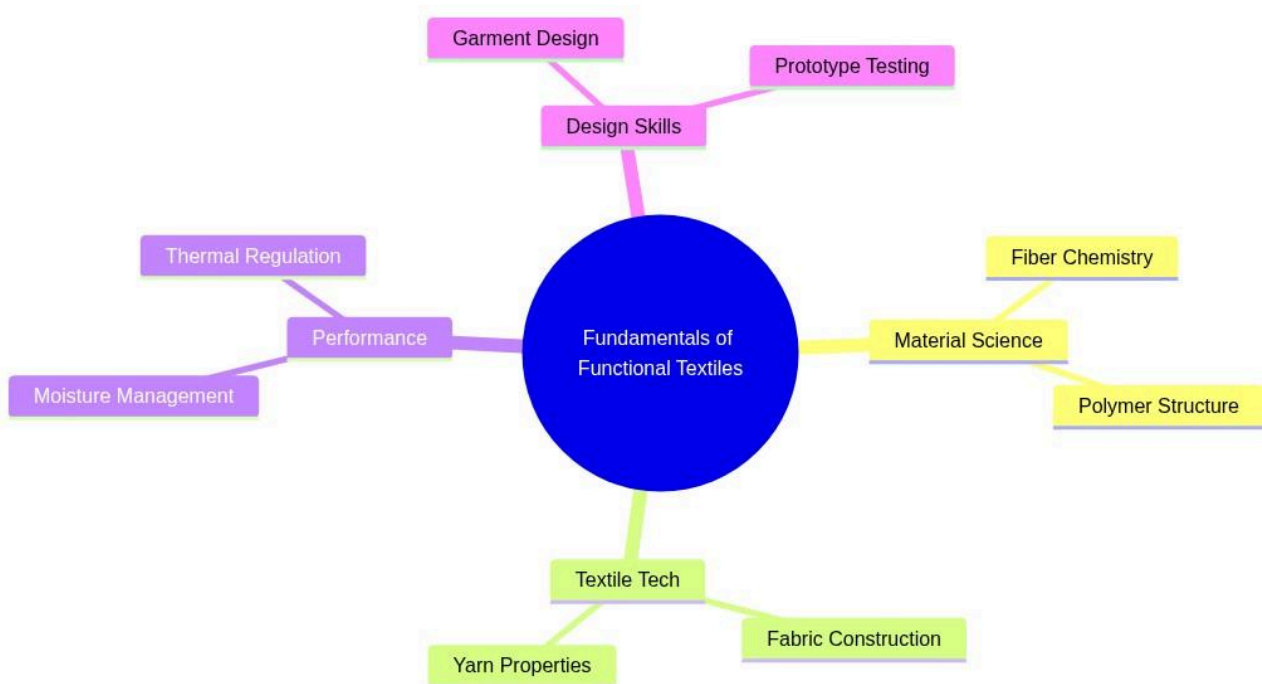 Garment Design
Prototype Testing
Design Skills
Thermal Regulation
Fiber Chemistry
Performance
Fundamentals of
Functional Textiles
Material Science
Moisture Management
Polymer Structure
Textile Tech
Fabric Construction
Yarn Properties